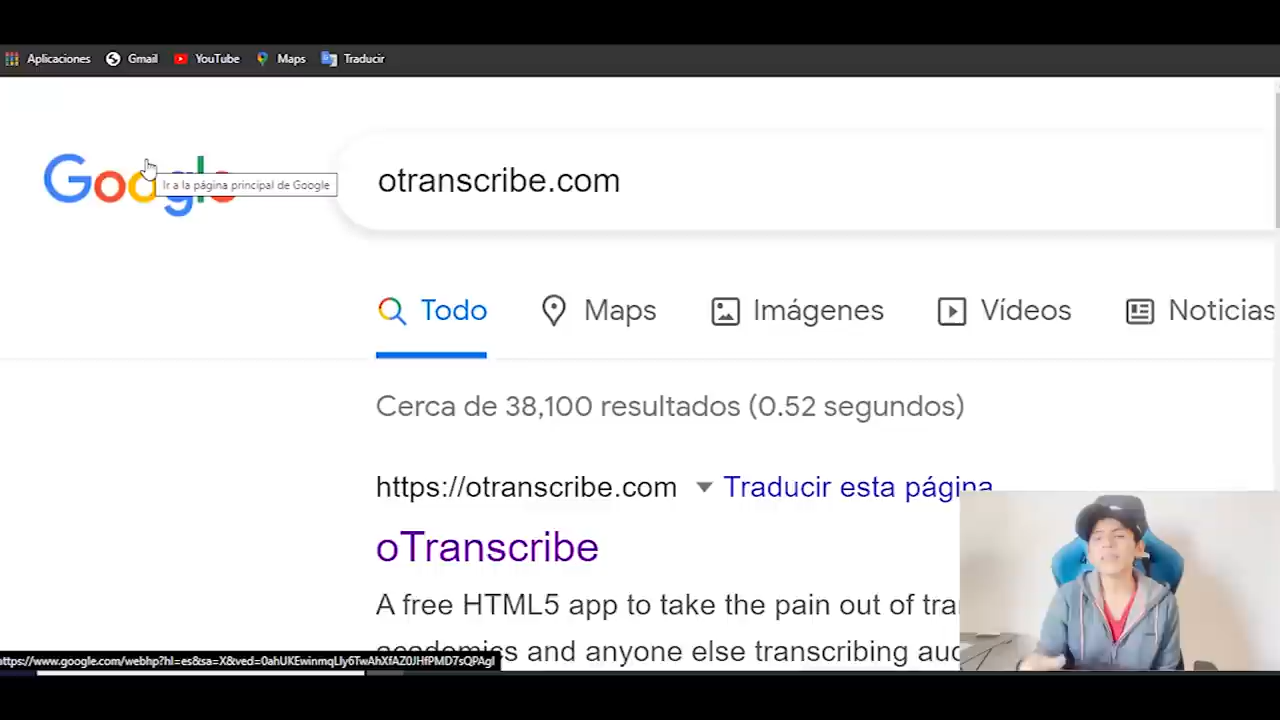 Aplicaciones Gmail YouTube Maps Traducir
Google
Ir a la página principal de Google
otranscribe.com
Todo Maps Imágenes Vídeos Noticias
Cerca de 38,100 resultados (0.52 segundos)
https://otranscribe.com Traducir esta página
oTranscribe
A free HTML5 app to take the pain out of tra
academics and anyone else transcribing